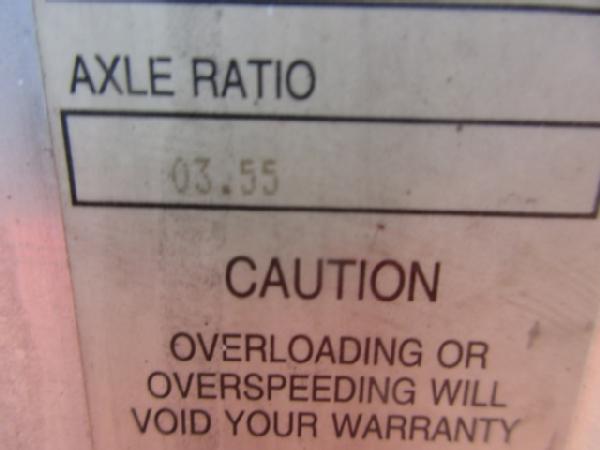 AXLE RATIO
03.55
CAUTION
OVERLOADING OR
OVERSPEEDING WILL
VOID YOUR WARRANTY